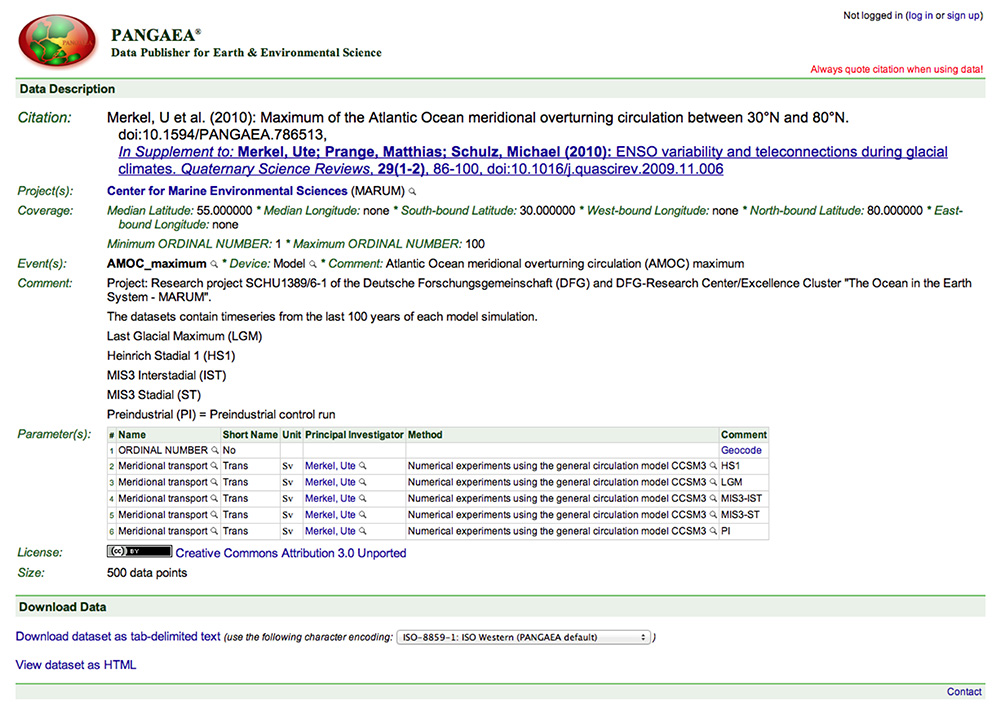 Not logged in (log in or sign up)
PANGAEA
PANGAEA®
Data Publisher for Earth & Environmental Science
Always quote citation when using data!
Data Description
Citation: Merkel, U et al. (2010): Maximum of the Atlantic Ocean meridional overturning circulation between 30°N and 80°N.
doi:10.1594/PANGAEA.786513,
In Supplement to: Merkel, Ute; Prange, Matthias; Schulz, Michael (2010): ENSO variability and teleconnections during glacial
climates. Quaternary Science Reviews, 29(1-2), 86-100, doi:10.1016/j.quascirev.2009.11.006
Project(s): Center for Marine Environmental Sciences (MARUM)
Coverage: Median Latitude: 55.000000 * Median Longitude: none * South-bound Latitude: 30.000000 * West-bound Longitude: none * North-bound Latitude: 80.000000 * East-
bound Longitude: none
Minimum ORDINAL NUMBER: 1 * Maximum ORDINAL NUMBER: 100
Event(s): AMOC_maximum * Device: Model * Comment: Atlantic Ocean meridional overturning circulation (AMOC) maximum
Comment: Project: Research project SCHU1389/6-1 of the Deutsche Forschungsgemeinschaft (DFG) and DFG-Research Center/Excellence Cluster "The Ocean in the Earth
System - MARUM".
The datasets contain timeseries from the last 100 years of each model simulation.
Last Glacial Maximum (LGM)
Heinrich Stadial 1 (HS1)
MIS3 Interstadial (IST)
MIS3 Stadial (ST)
Preindustrial (PI) = Preindustrial control run
Parameter(s): # Name Short Name Unit Principal Investigator Method Comment
1 ORDINAL NUMBER No Geocode
2 Meridional transport Trans Sv Merkel, Ute Numerical experiments using the general circulation model CCSM3 HS1
3 Meridional transport Trans Sv Merkel, Ute Numerical experiments using the general circulation model CCSM3 LGM
4 Meridional transport Trans Sv Merkel, Ute Numerical experiments using the general circulation model CCSM3 MIS3-IST
5 Meridional transport Trans Sv Merkel, Ute Numerical experiments using the general circulation model CCSM3 MIS3-ST
6 Meridional transport Trans Sv Merkel, Ute Numerical experiments using the general circulation model CCSM3 PI
License: (cc) BY Creative Commons Attribution 3.0 Unported
Size: 500 data points
Download Data
Download dataset as tab-delimited text (use the following character encoding: ISO-8859-1: ISO Western (PANGAEA default) )
View dataset as HTML
Contact